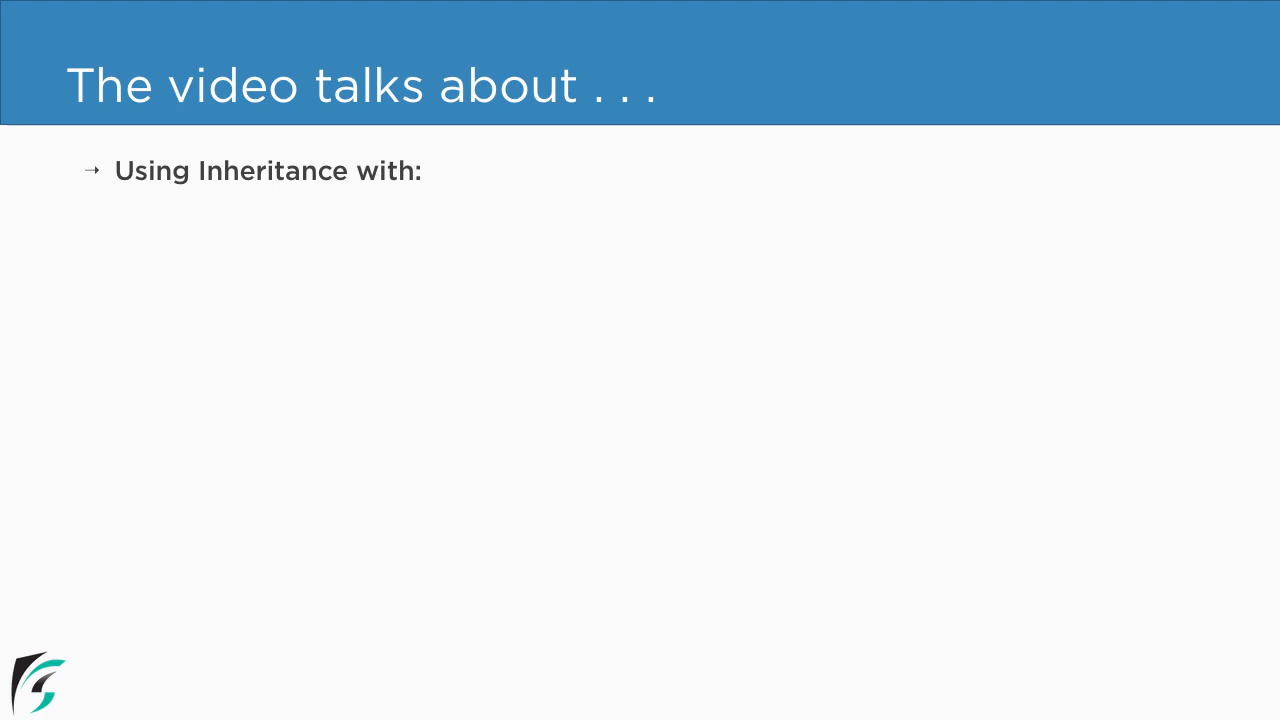 The video talks about . . .
➝ Using Inheritance with: